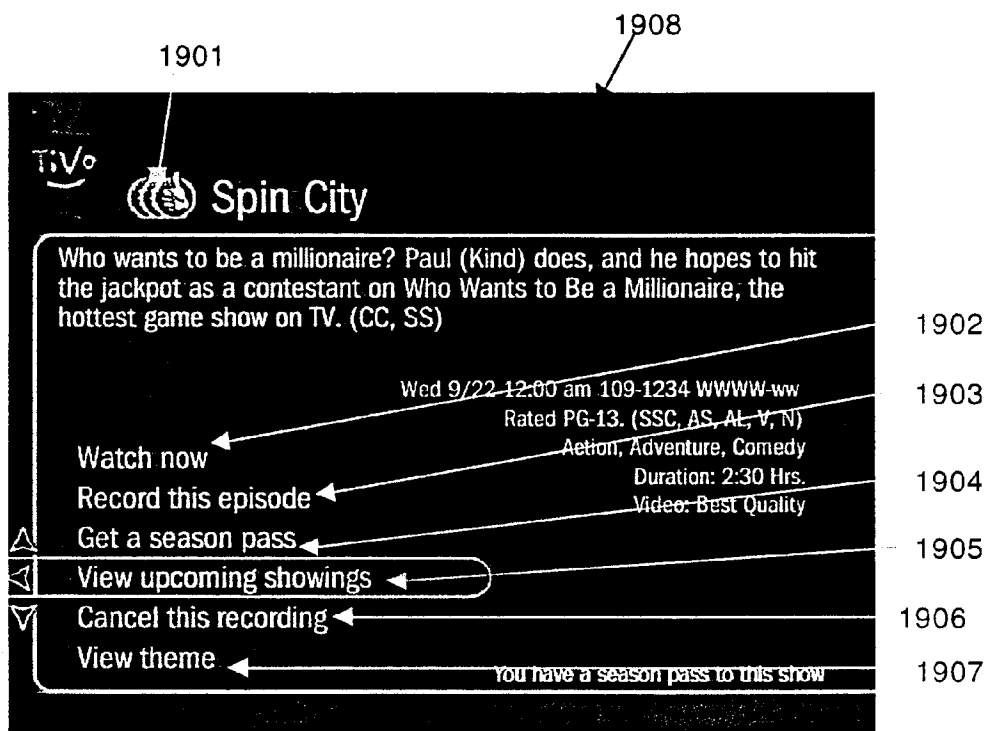 1908
1901
TiVo
Spin City
Who wants to be a millionaire? Paul (Kind) does, and he hopes to hit
the jackpot as a contestant on Who Wants to Be a Millionaire, the
hottest game show on TV. (CC, SS)
1902
Wed 9/22 12:00 am 109-1234 WWWW-ww
1903
Rated PG-13. (SSC, AS, AL, V, N)
Watch now
Action, Adventure, Comedy
Duration: 2:30 Hrs.
1904
Record this episode
Video: Best Quality
Get a season pass
1905
View upcoming showings
Cancel this recording
1906
View theme
You have a season pass to this show
1907